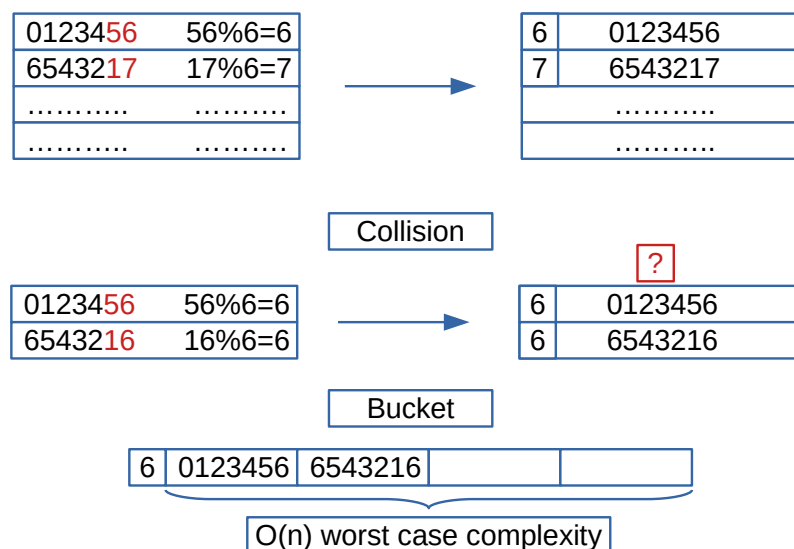 0123456 56%6=6 6 0123456
6543217 17%6=7 7 6543217
……….. ………. ………..
……….. ………. ………..
Collision
?
0123456 56%6=6 6 0123456
6543216 16%6=6 6 6543216
Bucket
6 0123456 6543216
O(n) worst case complexity